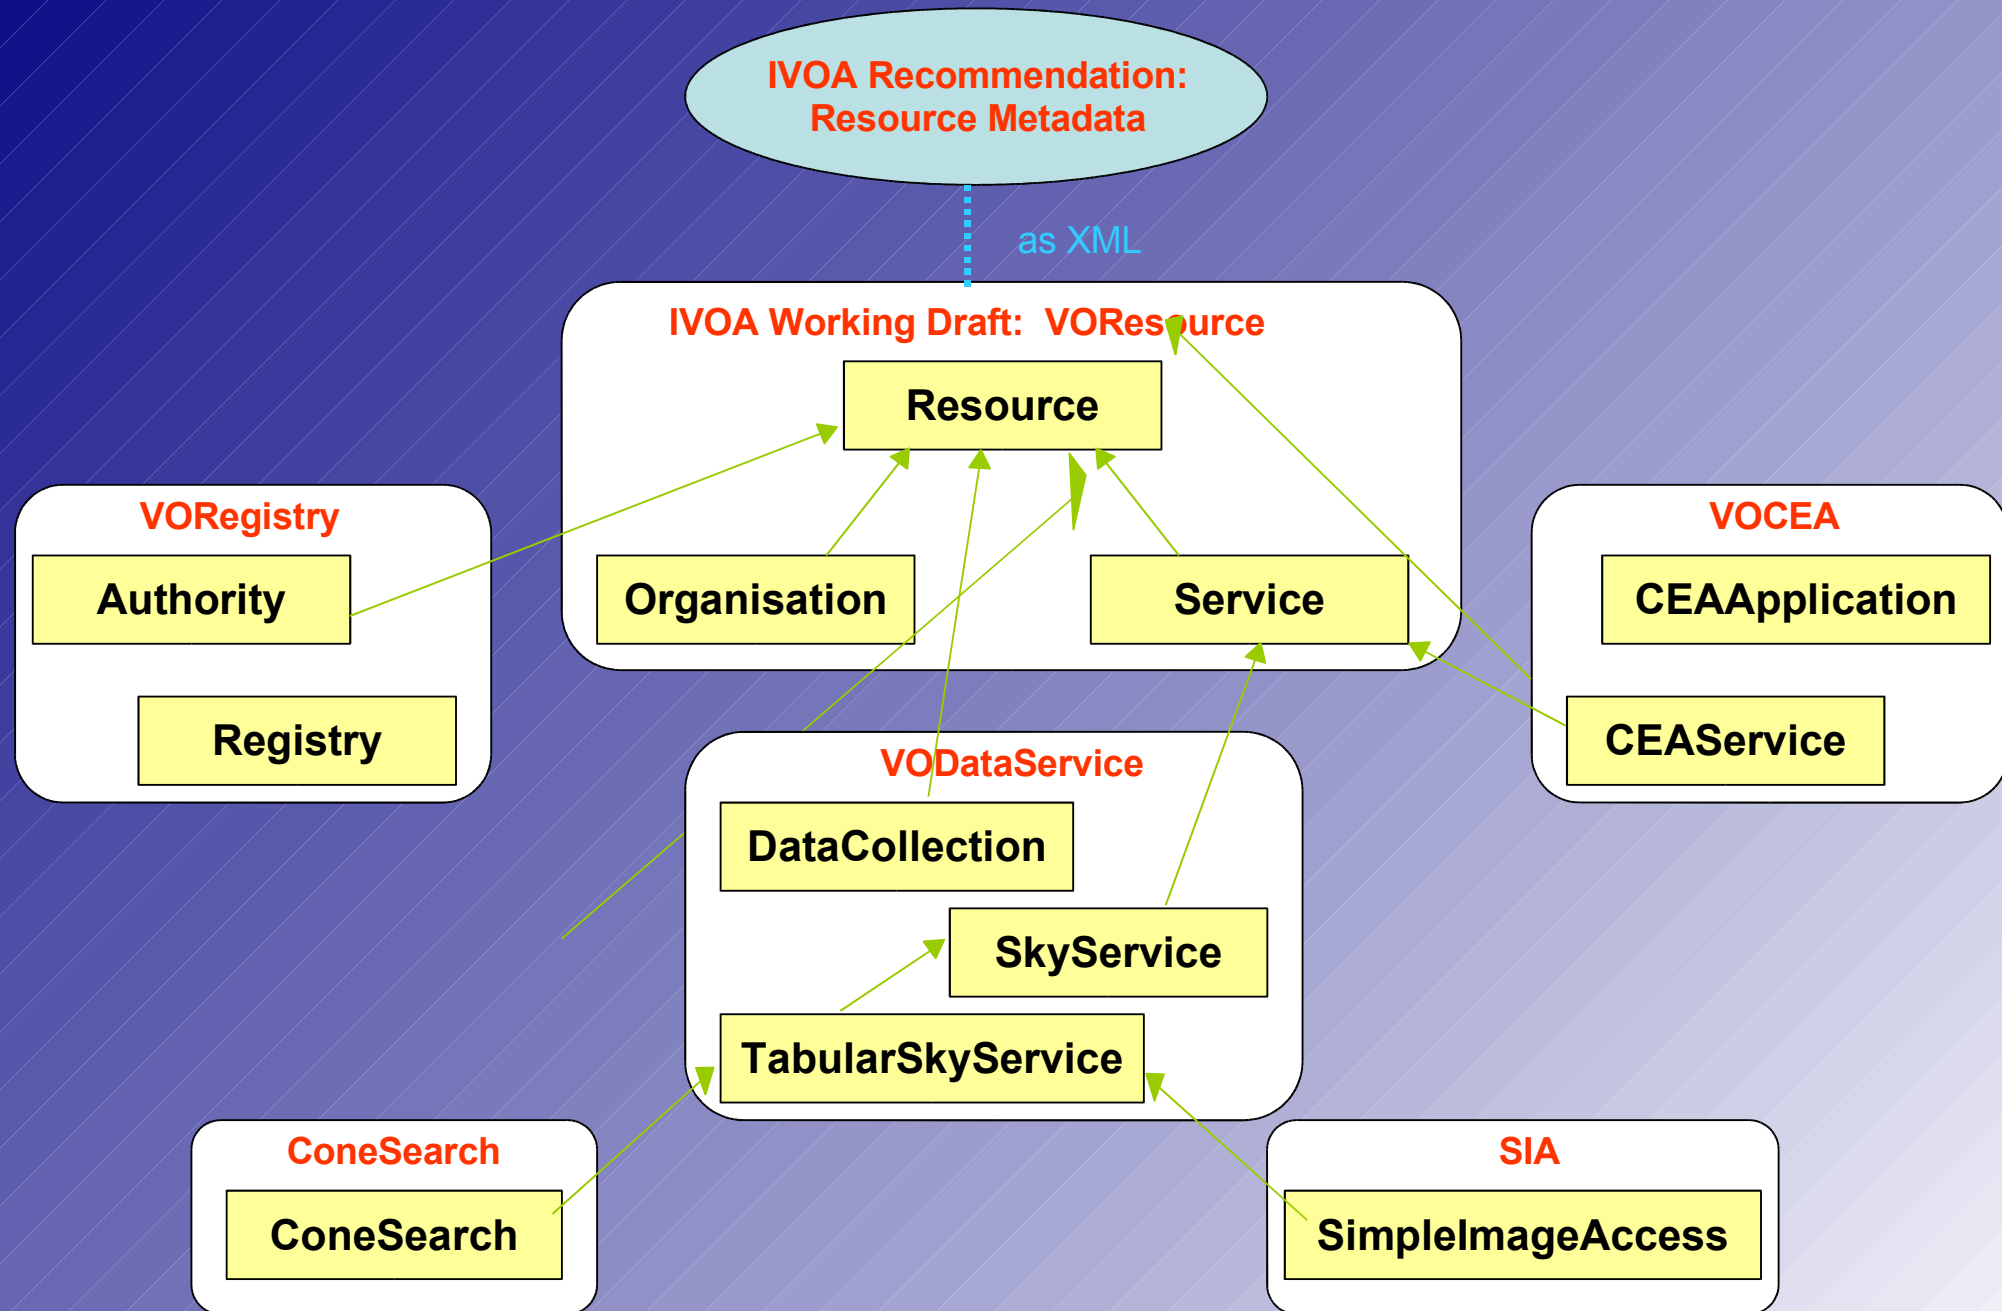 IVOA Recommendation:
Resource Metadata
as XML
IVOA Working Draft:  VOResource
Resource
Organisation
Service
VORegistry
Authority
Registry
VOCEA
CEAApplication
CEAService
VODataService
DataCollection
SkyService
TabularSkyService
ConeSearch
ConeSearch
SIA
SimpleImageAccess